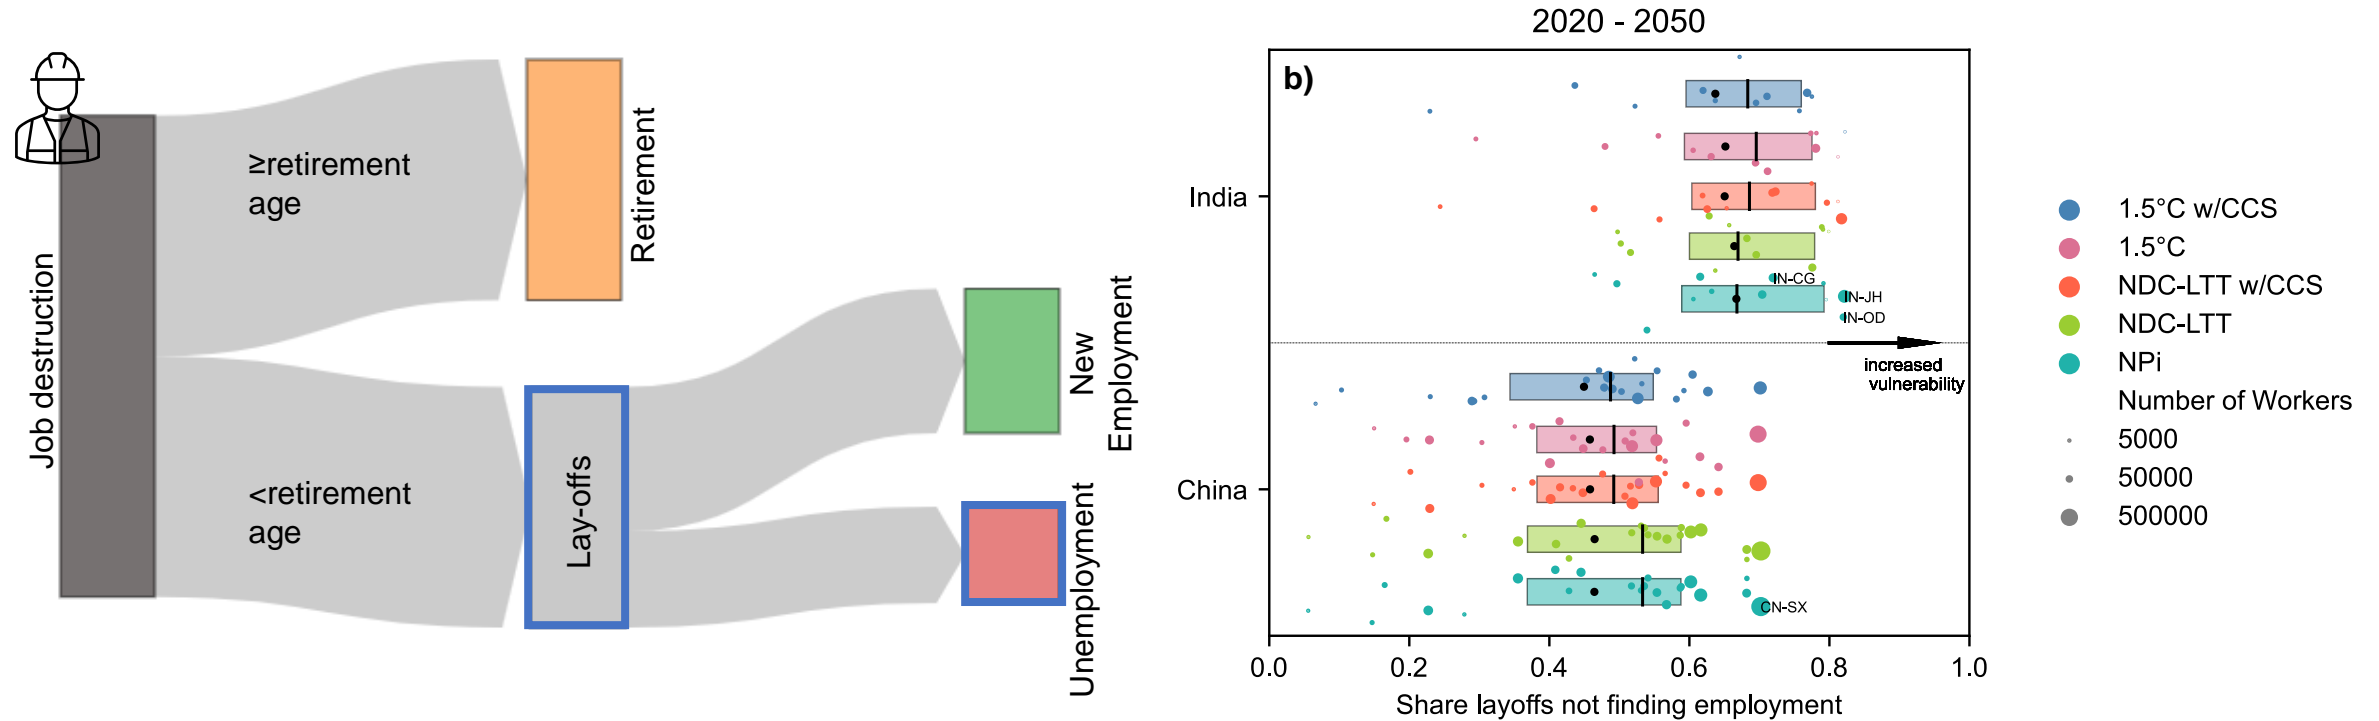 Job destruction
≥retirement
age
<retirement
age
Retirement
Lay-offs
New
Employment
Unemployment
2020 - 2050
b)
India
China
IN-CG
IN-JH
IN-OD
increased
vulnerability
CN-SX
0.0 0.2 0.4 0.6 0.8 1.0
Share layoffs not finding employment
1.5°C w/CCS
1.5°C
NDC-LTT w/CCS
NDC-LTT
NPi
Number of Workers
5000
50000
500000